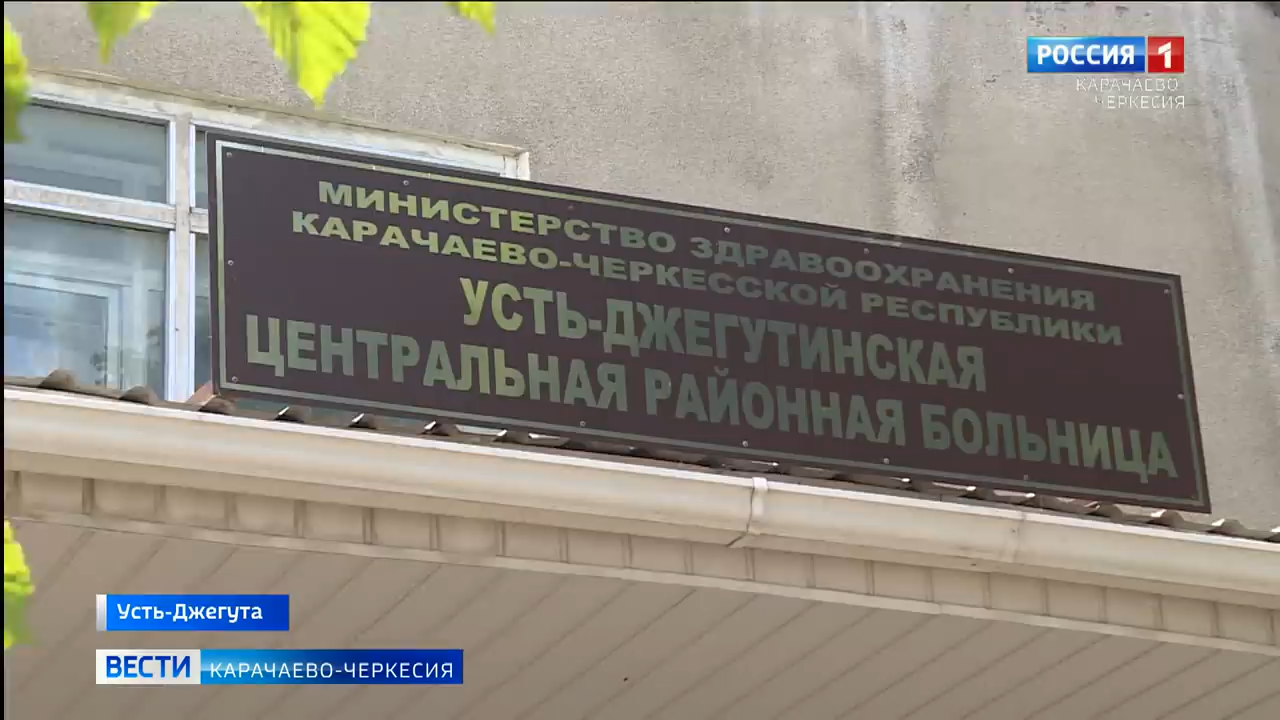 РОССИЯ 1
КАРАЧАЕВО
ЧЕРКЕСИЯ
МИНИСТЕРСТВО ЗДРАВООХРАНЕНИЯ
КАРАЧАЕВО-ЧЕРКЕССКОЙ РЕСПУБЛИКИ
УСТЬ-ДЖЕГУТИНСКАЯ
ЦЕНТРАЛЬНАЯ РАЙОННАЯ БОЛЬНИЦА
Усть-Джегута
ВЕСТИ КАРАЧАЕВО-ЧЕРКЕСИЯ